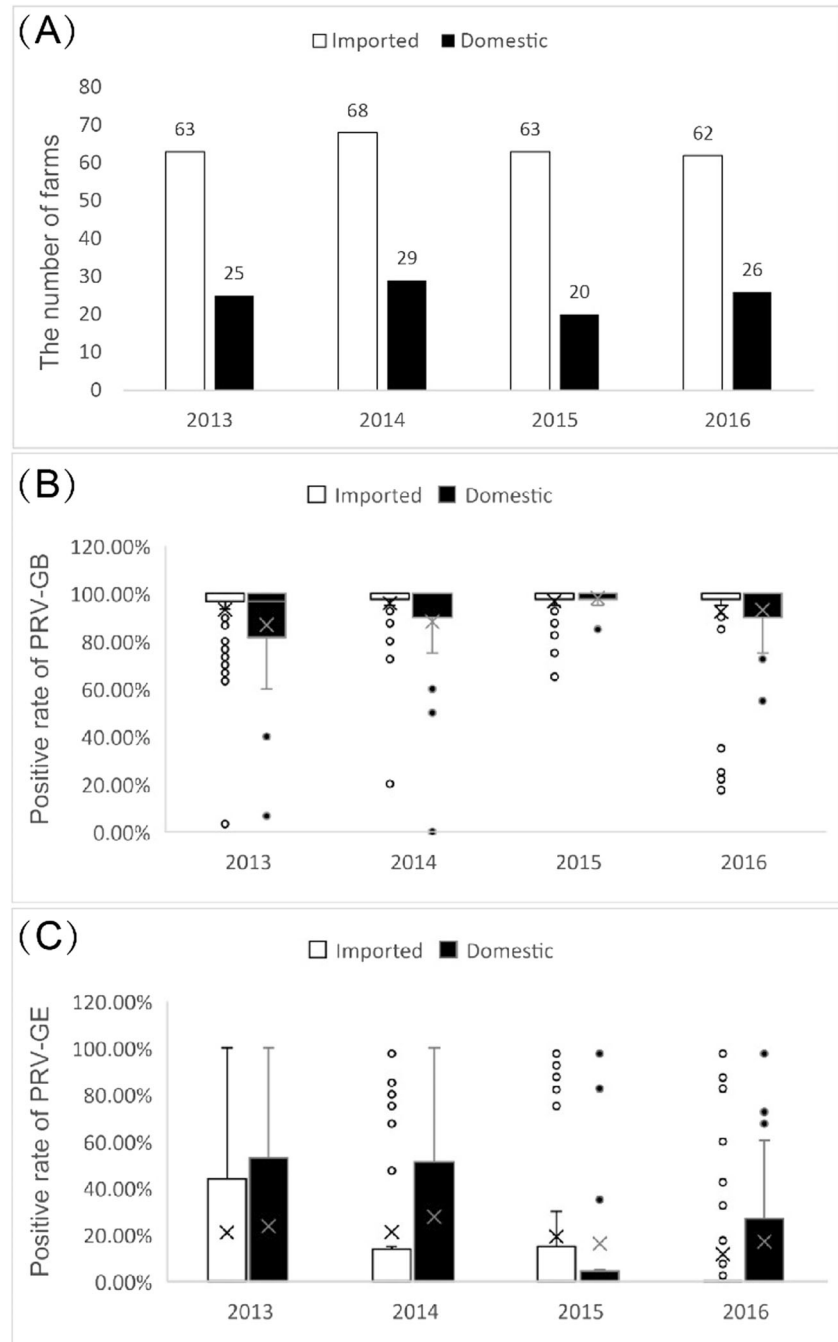 (A)
Imported Domestic
The number of farms
80
70
60
50
40
30
20
10
0
63 25 68 29 63 20 62 26
2013 2014 2015 2016
(B)
Imported Domestic
Positive rate of PRV-GB
120.00%
100.00%
80.00%
60.00%
40.00%
20.00%
0.00%
2013 2014 2015 2016
(C)
Imported Domestic
Positive rate of PRV-GE
120.00%
100.00%
80.00%
60.00%
40.00%
20.00%
0.00%
2013 2014 2015 2016